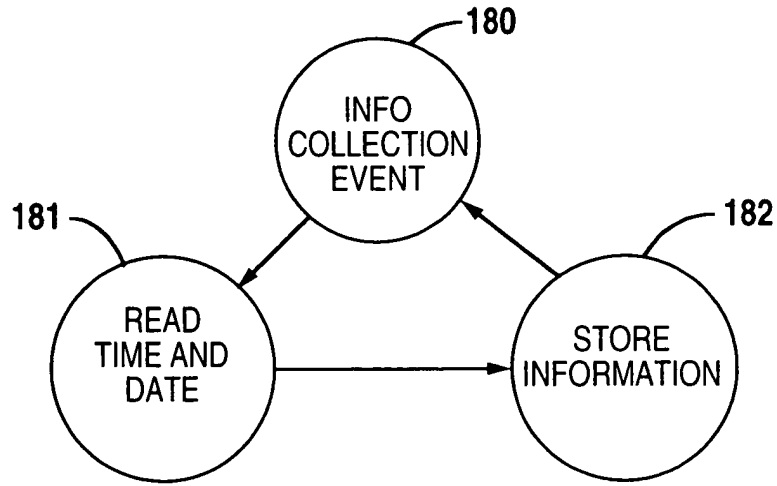 180
INFO
COLLECTION
EVENT
181
182
READ
TIME AND
DATE
STORE
INFORMATION